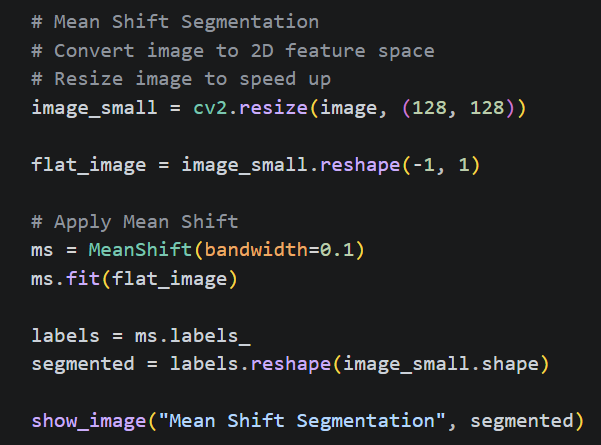 # Mean Shift Segmentation
# Convert image to 2D feature space
# Resize image to speed up
image_small = cv2.resize(image, (128, 128))
flat_image = image_small.reshape(-1, 1)
# Apply Mean Shift
ms = MeanShift(bandwidth=0.1)
ms.fit(flat_image)
labels = ms.labels_
segmented = labels.reshape(image_small.shape)
show_image("Mean Shift Segmentation", segmented)